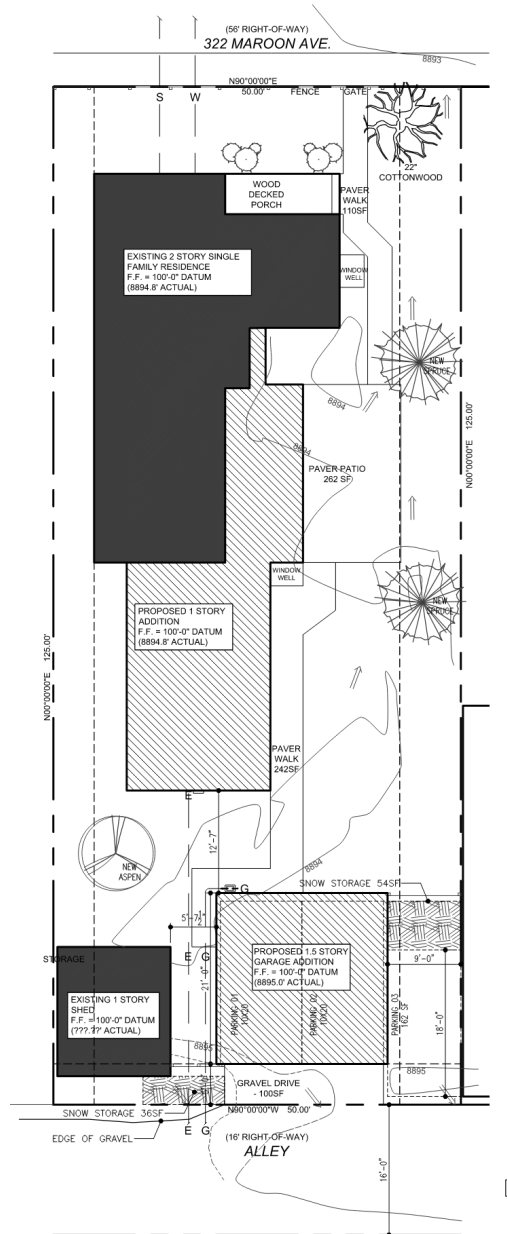 (56' RIGHT-OF-WAY)
322 MAROON AVE.
8893
N90°00'00"E
50.00'
FENCE
GATE
S
W
22"
COTTONWOOD
WOOD
DECKED
PORCH
PAVER
WALK
110SF
EXISTING 2 STORY SINGLE
FAMILY RESIDENCE
F.F. = 100'-0" DATUM
(8894.8' ACTUAL)
WINDOW
WELL
NEW
SPRUCE
8894
N00°00'00"E 125.00'
8894
PAVER PATIO
262 SF
WINDOW
WELL
NEW
SPRUCE
PROPOSED 1 STORY
ADDITION
F.F. = 100'-0" DATUM
(8894.8' ACTUAL)
N00°00'00"E 125.00'
PAVER
WALK
242SF
E
12'-7"
NEW
ASPEN
8894
G
SNOW STORAGE 54SF
5'-7½"
STORAGE
E G
21'-0"
PROPOSED 1.5 STORY
GARAGE ADDITION
F.F. = 100'-0" DATUM
(8895.0' ACTUAL)
9'-0"
EXISTING 1 STORY
SHED
F.F. = 100'-0" DATUM
(???.??' ACTUAL)
PARKING 01
10X20
PARKING 02
10X20
PARKING 03
162 SF
18'-0"
8895
8895
GRAVEL DRIVE
- 100SF
SNOW STORAGE 36SF
N90°00'00"W 50.00'
EDGE OF GRAVEL
E G
(16' RIGHT-OF-WAY)
ALLEY
16'-0"